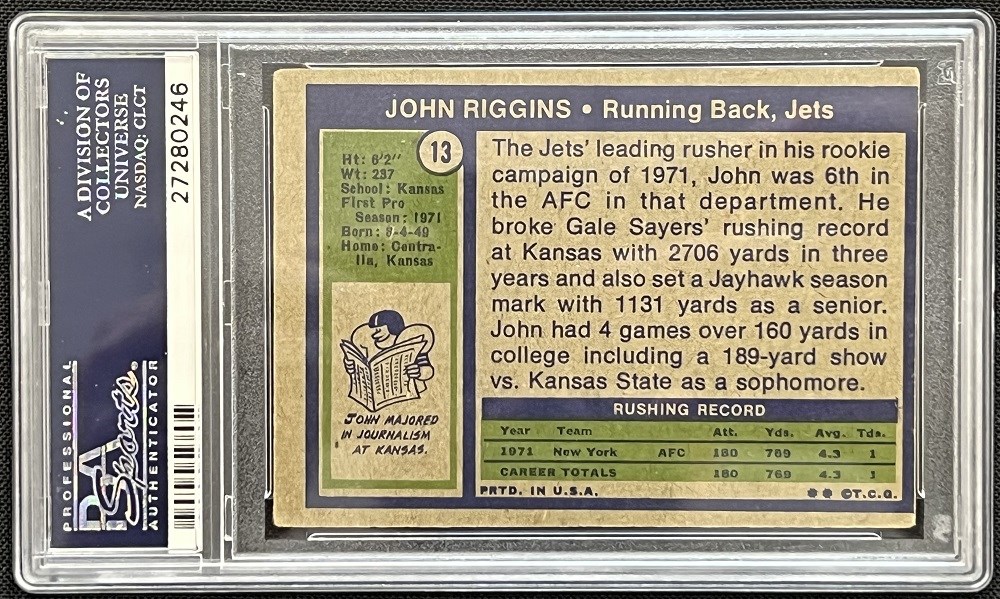 A DIVISION OF
COLLECTORS
UNIVERSE
NASDAQ: CLCT
27280246
PROFESSIONAL
PSA
Sports®
AUTHENTICATOR
JOHN RIGGINS • Running Back, Jets
13
Ht: 6'2''
Wt: 237
School: Kansas
First Pro
Season: 1971
Born: 8-4-49
Home: Centra-
lia, Kansas
JOHN MAJORED
IN JOURNALISM
AT KANSAS.
The Jets' leading rusher in his rookie
campaign of 1971, John was 6th in
the AFC in that department. He
broke Gale Sayers' rushing record
at Kansas with 2706 yards in three
years and also set a Jayhawk season
mark with 1131 yards as a senior.
John had 4 games over 160 yards in
college including a 189-yard show
vs. Kansas State as a sophomore.
RUSHING RECORD
Year Team Att. Yds. Avg. Tds.
1971 New York AFC 180 769 4.3 1
CAREER TOTALS 180 769 4.3 1
PRTD. IN U.S.A.
** ©T.C.G.